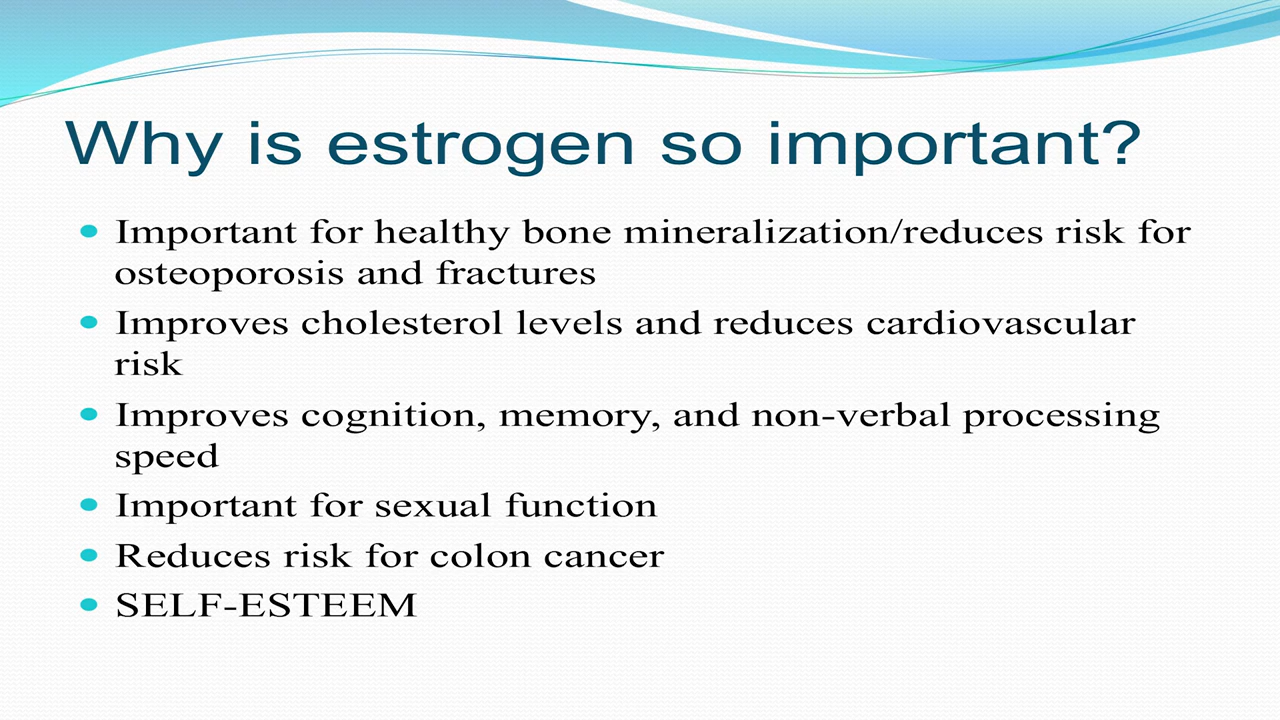 Why is estrogen so important?
• Important for healthy bone mineralization/reduces risk for
osteoporosis and fractures
• Improves cholesterol levels and reduces cardiovascular
risk
• Improves cognition, memory, and non-verbal processing
speed
• Important for sexual function
• Reduces risk for colon cancer
• SELF-ESTEEM